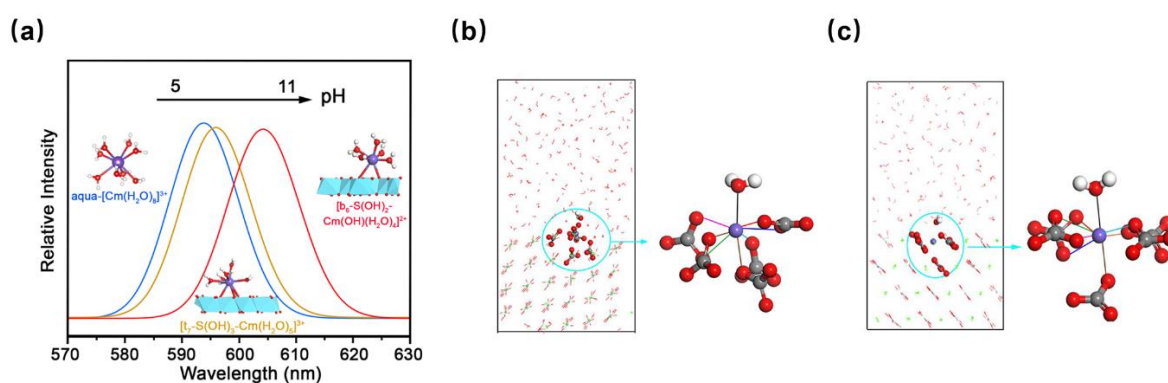 (a)
(b)
(c)
5 11 pH
aqua-[Cm(H₂O)₈]³⁺
[b₆-S(OH)₂-
Cm(OH)(H₂O)₄]²⁺
[t₇-S(OH)₃-Cm(H₂O)₅]³⁺
Relative Intensity
570 580 590 600 610 620 630
Wavelength (nm)